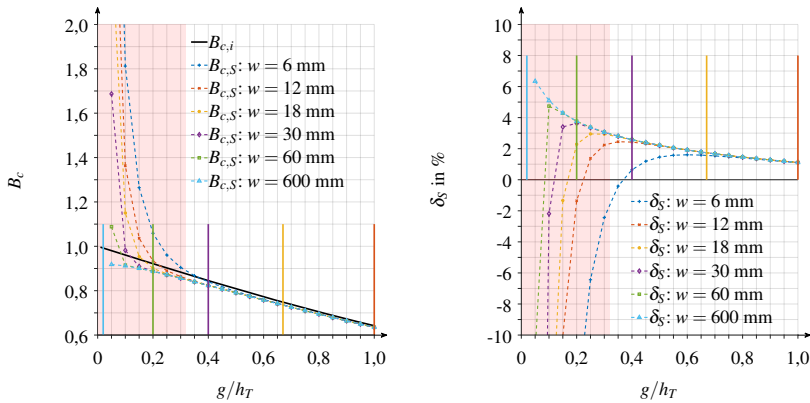 2,0
1,8
1,6
1,4
1,2
1,0
0,8
0,6
B_c
0
0,2
0,4
0,6
0,8
1,0
g/h_T
B_{c,i}
B_{c,S}: w = 6 mm
B_{c,S}: w = 12 mm
B_{c,S}: w = 18 mm
B_{c,S}: w = 30 mm
B_{c,S}: w = 60 mm
B_{c,S}: w = 600 mm
10
8
6
4
2
0
-2
-4
-6
-8
-10
δ_S in %
0
0,2
0,4
0,6
0,8
1,0
g/h_T
δ_S: w = 6 mm
δ_S: w = 12 mm
δ_S: w = 18 mm
δ_S: w = 30 mm
δ_S: w = 60 mm
δ_S: w = 600 mm